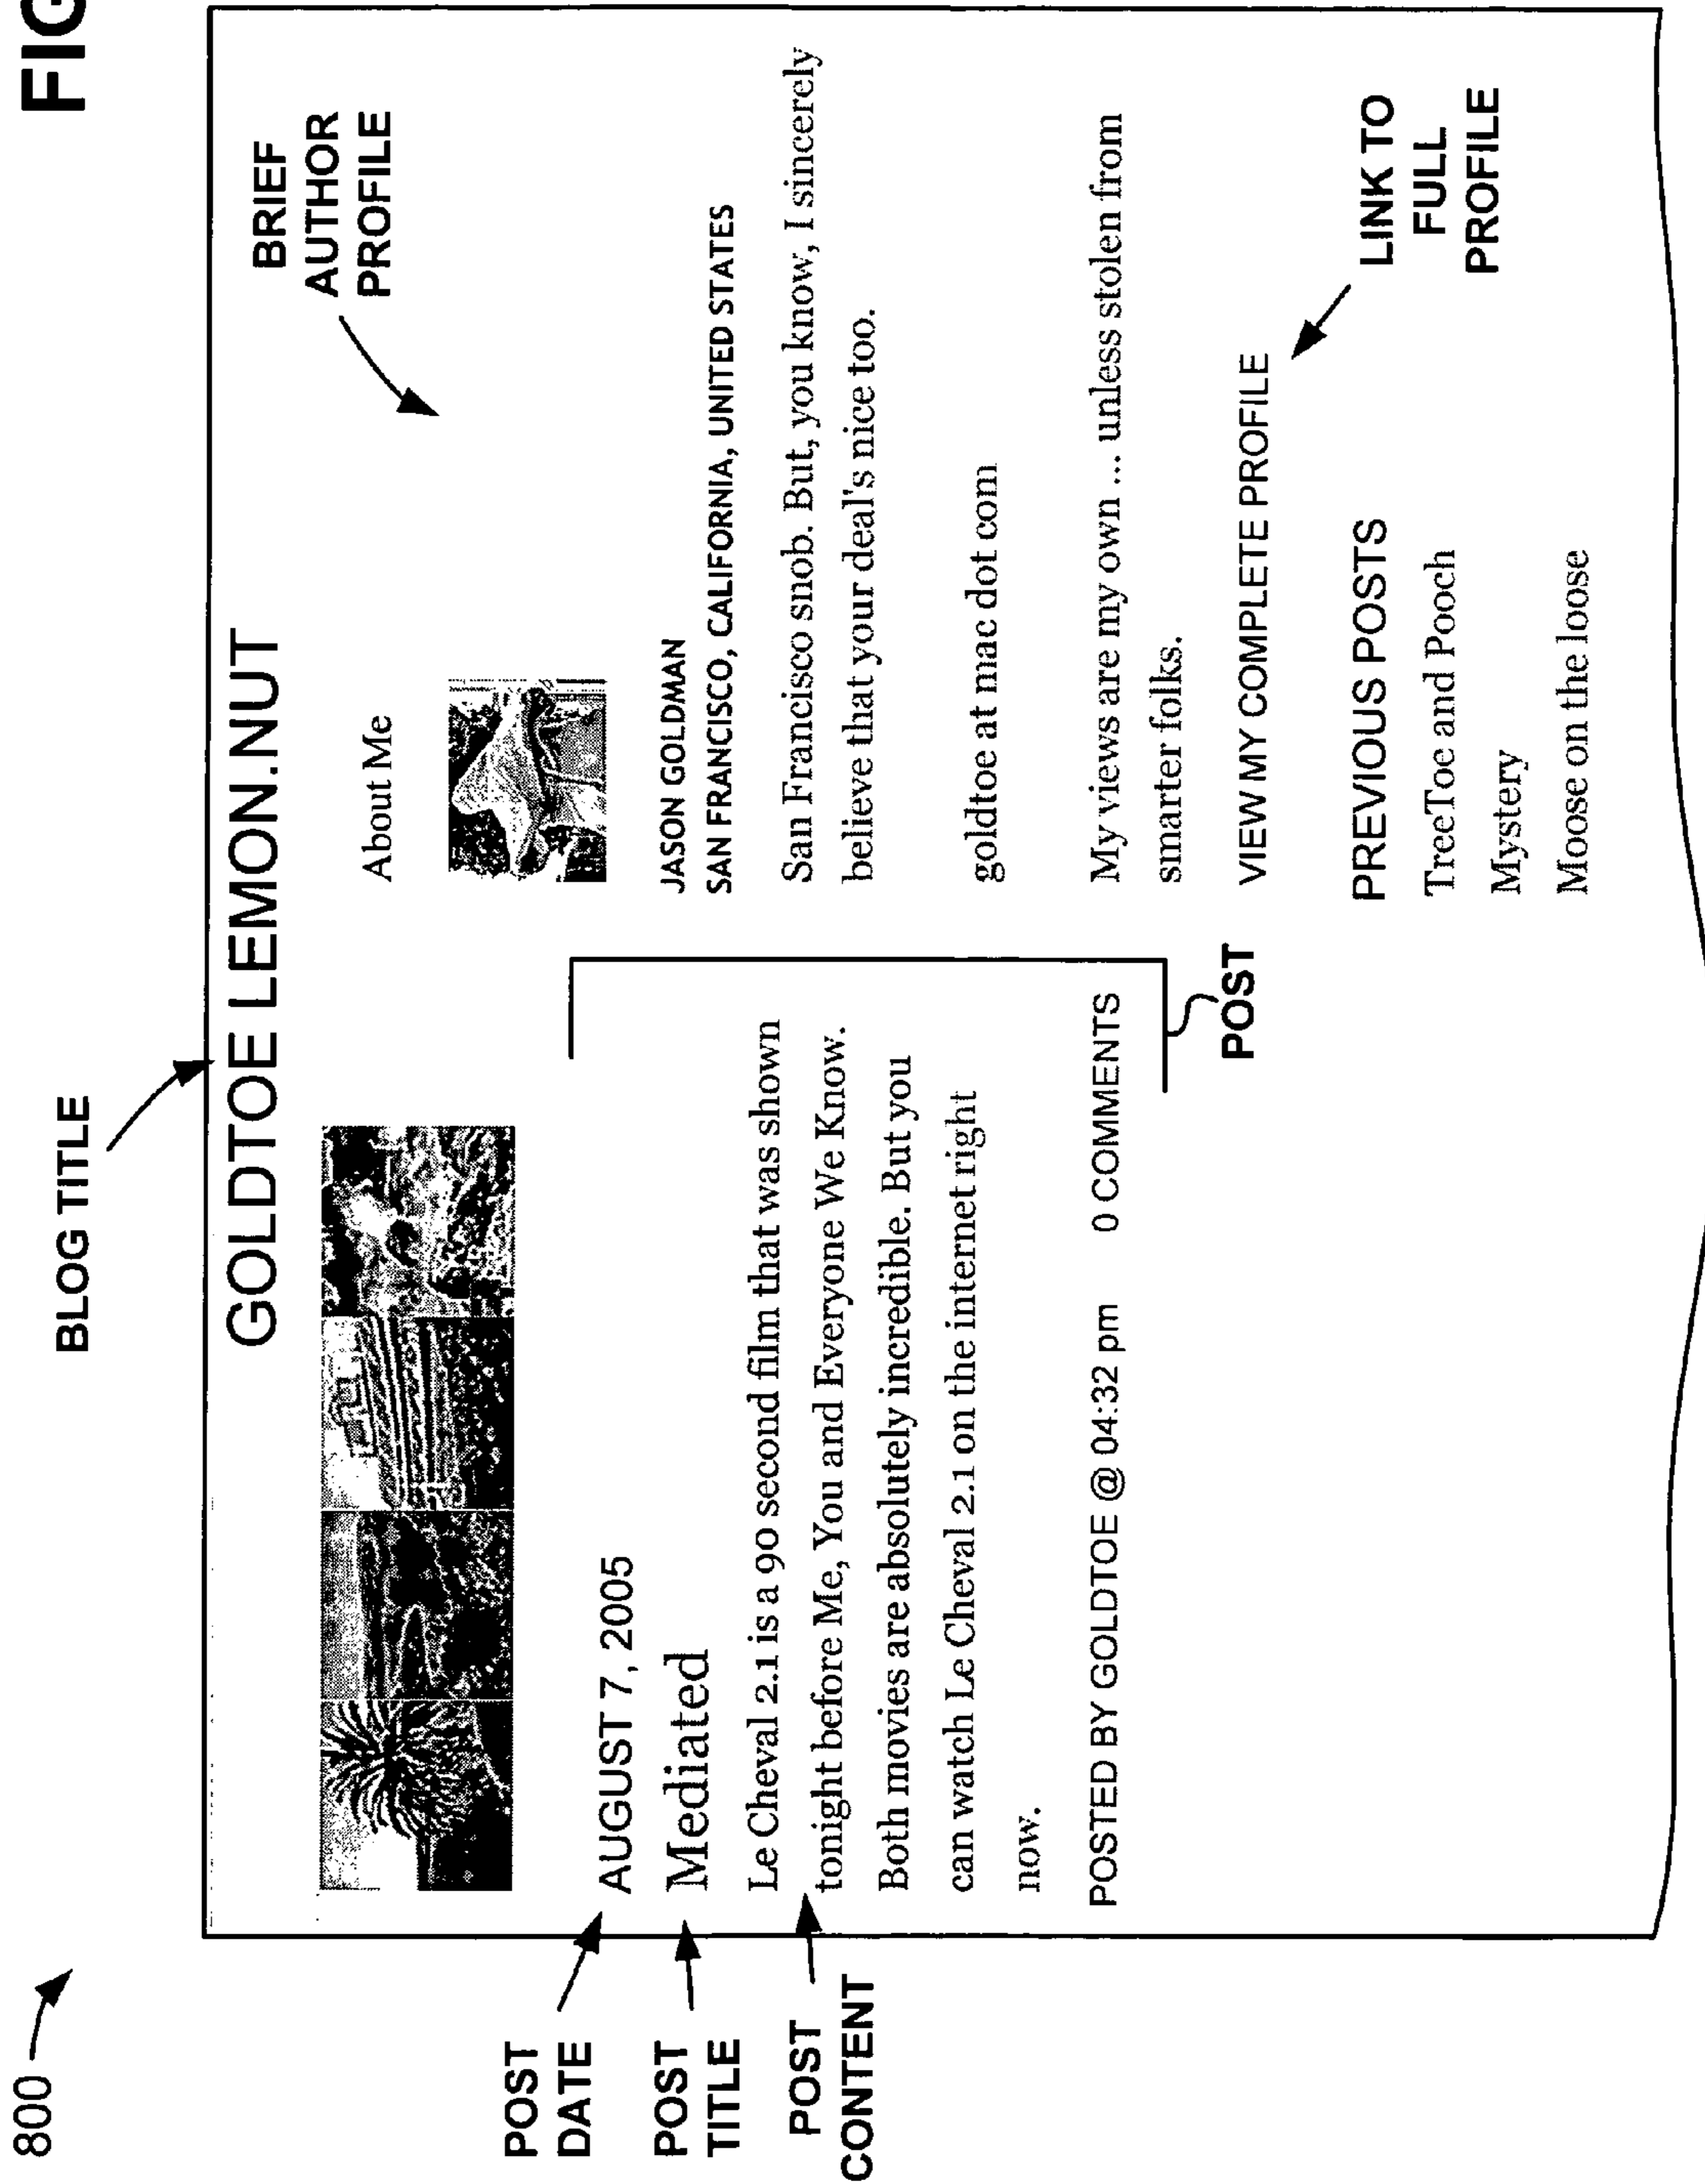 800
FIG
BLOG TITLE
GOLDTOE LEMON.NUT
BRIEF
AUTHOR
PROFILE
POST
DATE
AUGUST 7, 2005
POST
TITLE
Mediated
POST
CONTENT
Le Cheval 2.1 is a 90 second film that was shown
tonight before Me, You and Everyone We Know.
Both movies are absolutely incredible. But you
can watch Le Cheval 2.1 on the internet right
now.
POSTED BY GOLDTOE @ 04:32 pm 0 COMMENTS
POST
About Me
JASON GOLDMAN
SAN FRANCISCO, CALIFORNIA, UNITED STATES
San Francisco snob. But, you know, I sincerely
believe that your deal's nice too.
goldtoe at mac dot com
My views are my own ... unless stolen from
smarter folks.
VIEW MY COMPLETE PROFILE
LINK TO
FULL
PROFILE
PREVIOUS POSTS
TreeToe and Pooch
Mystery
Moose on the loose